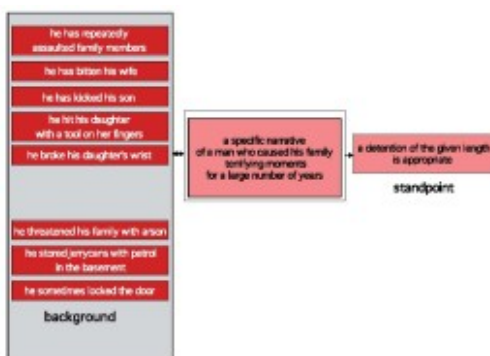 he has repeatedly
assaulted family members
he has bitten his wife
he has kicked his son
he hit his daughter
with a tool on her fingers
he broke his daughter's wrist
he threatened his family with arson
he stored jerrycans with petrol
in the basement
he sometimes locked the door
background
a specific narrative
of a man who caused his family
terrifying moments
for a large number of years
a detention of the given length
is appropriate
standpoint